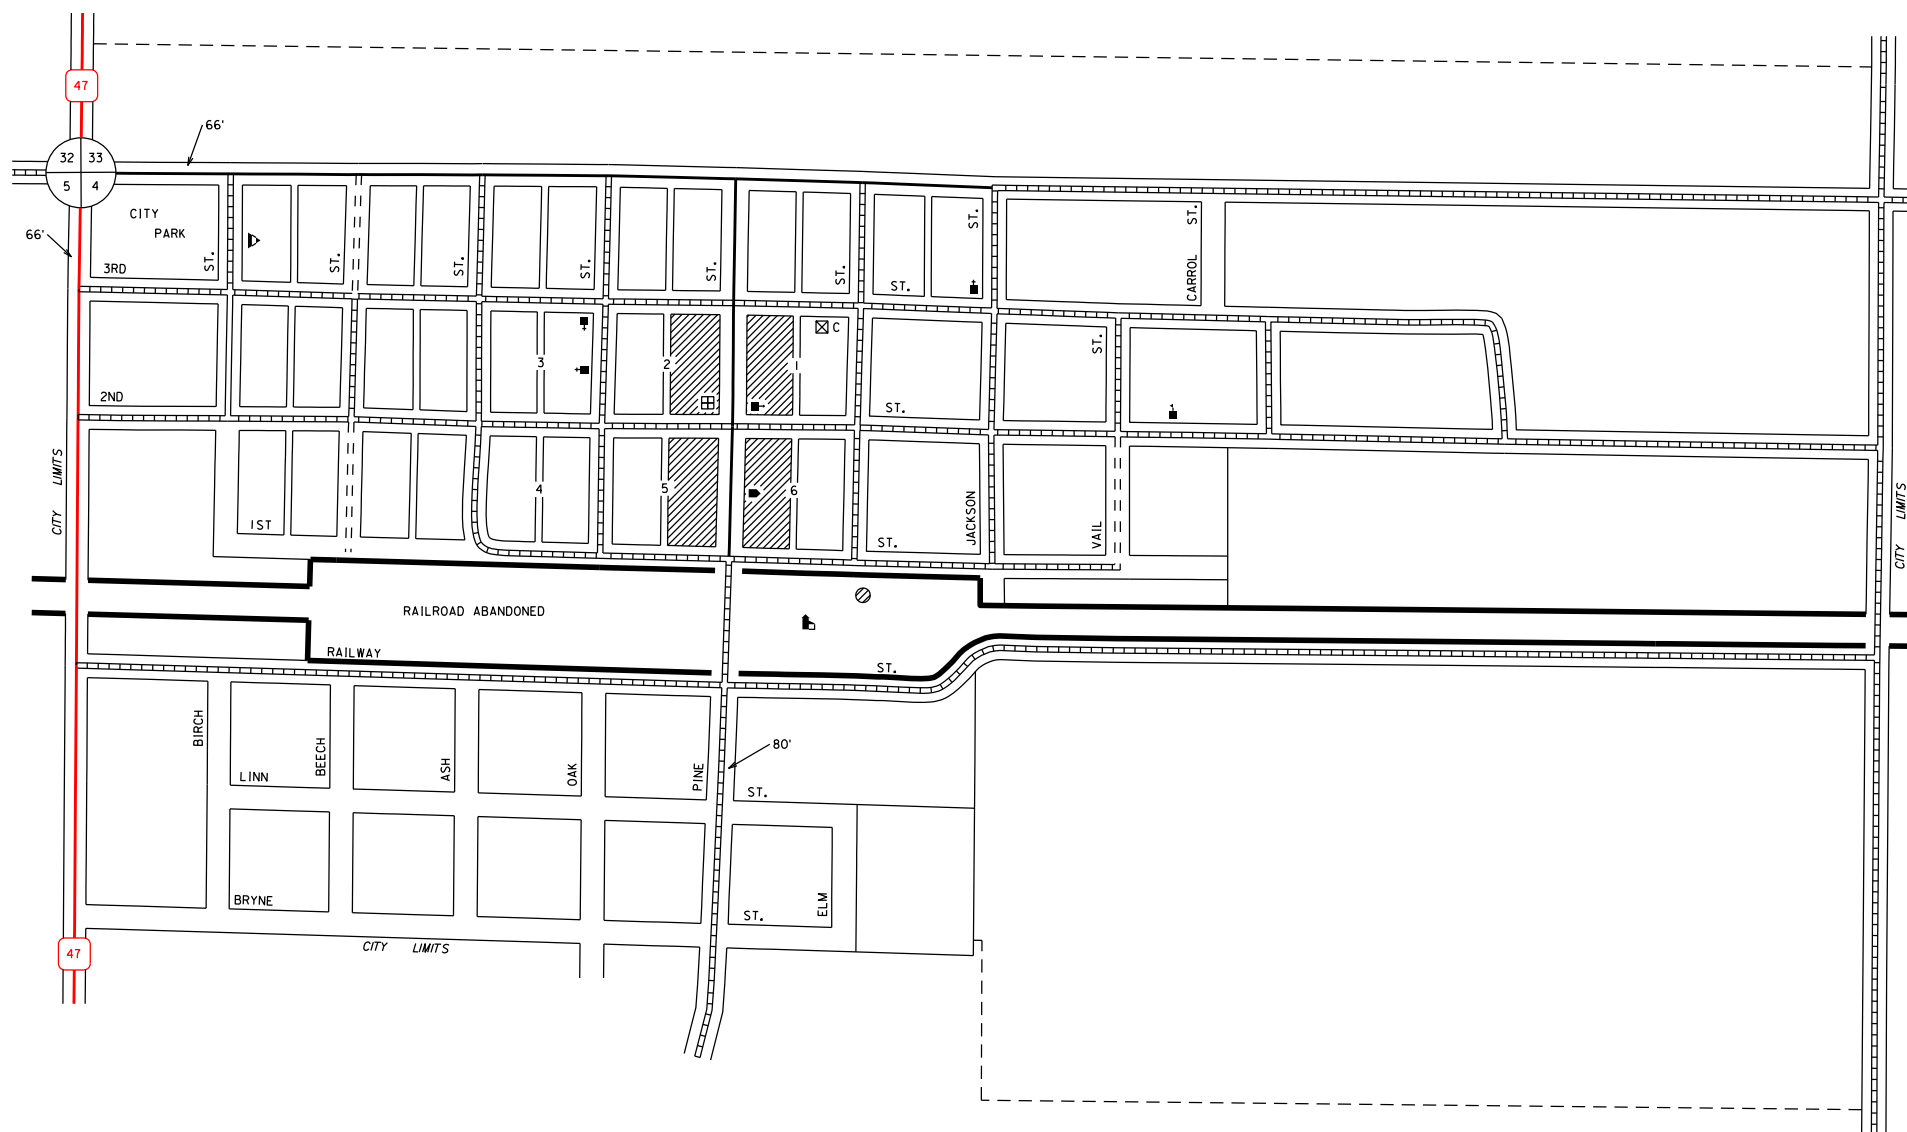 47
66'
32 33
5 4
66'
CITY
PARK
3RD
ST.
ST.
ST.
ST.
ST.
ST.
ST.
ST.
CARROL ST.
C
3
2
1
2ND
ST.
ST.
CITY LIMITS
4
5
6
1ST
ST.
JACKSON
VAIL
CITY LIMITS
RAILROAD ABANDONED
RAILWAY
ST.
BIRCH
BEECH
ASH
OAK
PINE
80'
LINN
ST.
BRYNE
ST.
ELM
CITY LIMITS
47